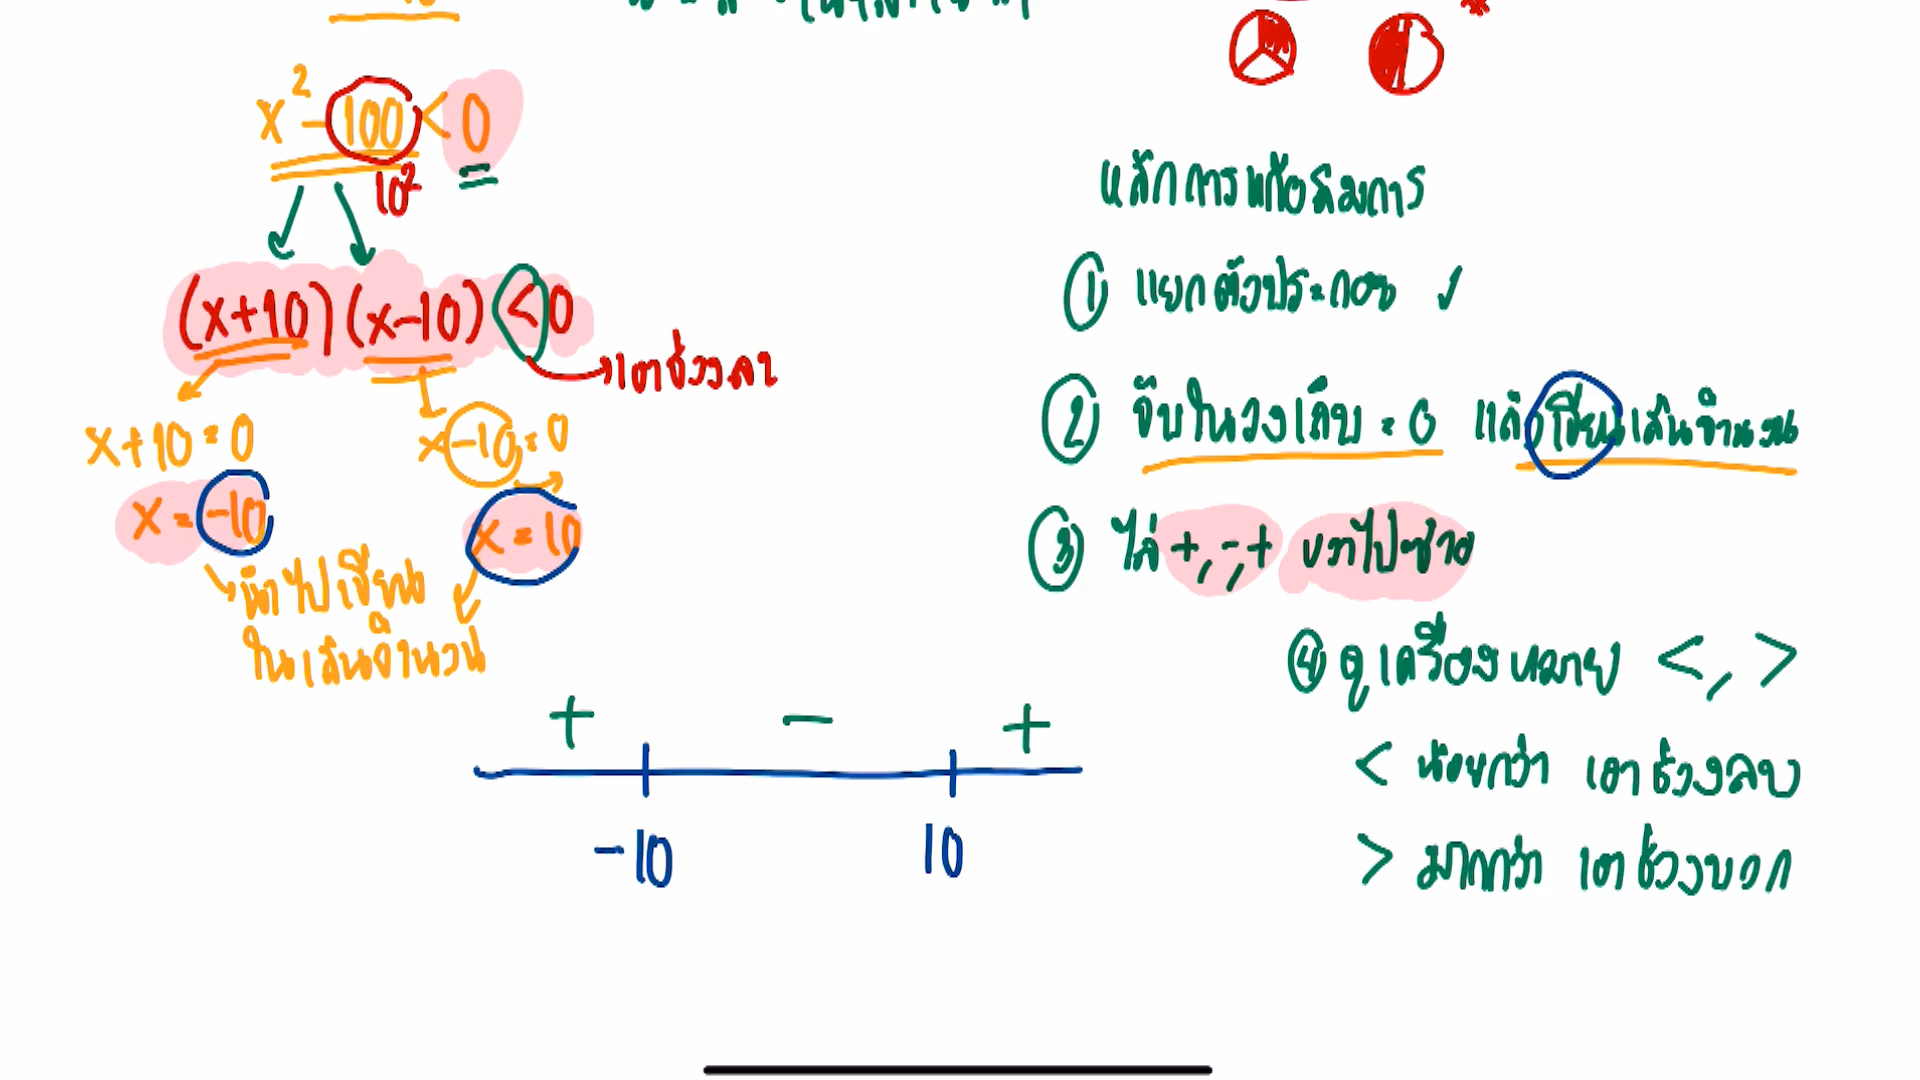 x² - 100 < 0
10²
(x+10)(x-10) < 0
เอาช่วงลบ
x+10 = 0
x = -10
x-10 = 0
x = 10
นำไปเขียน
ในเส้นจำนวน
+ - +
-10 10
หลักการแก้อสมการ
① แยกตัวประกอบ ✓
② จับในวงเล็บ = 0 แล้วเขียนเส้นจำนวน
③ ใส่ +,-,+ ขวาไปซ้าย
④ ดูเครื่องหมาย <, >
< น้อยกว่า เอาช่วงลบ
> มากกว่า เอาช่วงบวก